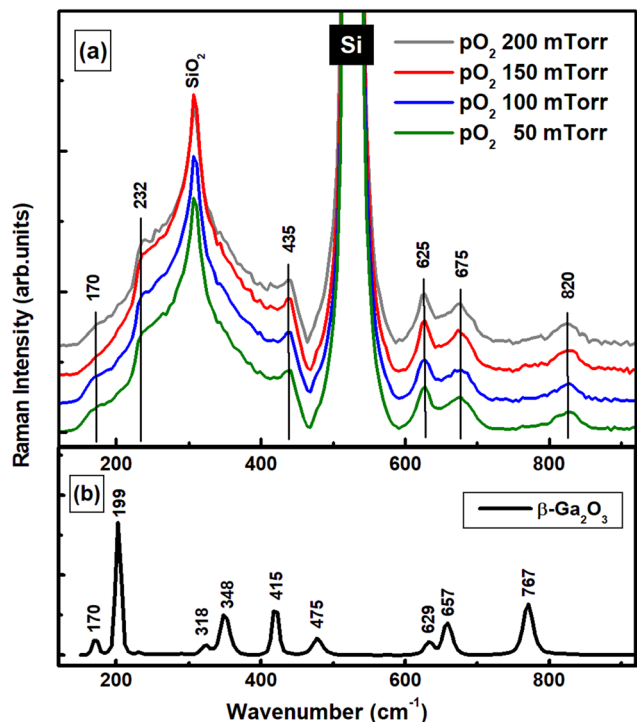 (a)
Si
pO₂ 200 mTorr
pO₂ 150 mTorr
pO₂ 100 mTorr
pO₂ 50 mTorr
SiO₂
170
232
435
625
675
820
Raman Intensity (arb.units)
200
400
600
800
(b)
β-Ga₂O₃
170
199
318
348
415
475
629
657
767
200
400
600
800
Wavenumber (cm⁻¹)